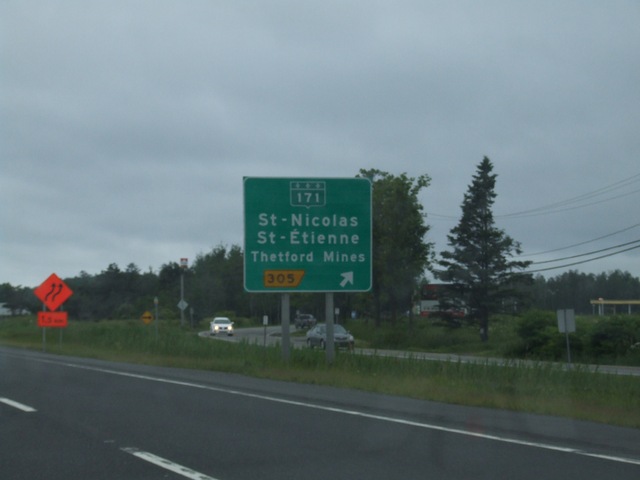 171
St-Nicolas
St-Étienne
Thetford Mines
305